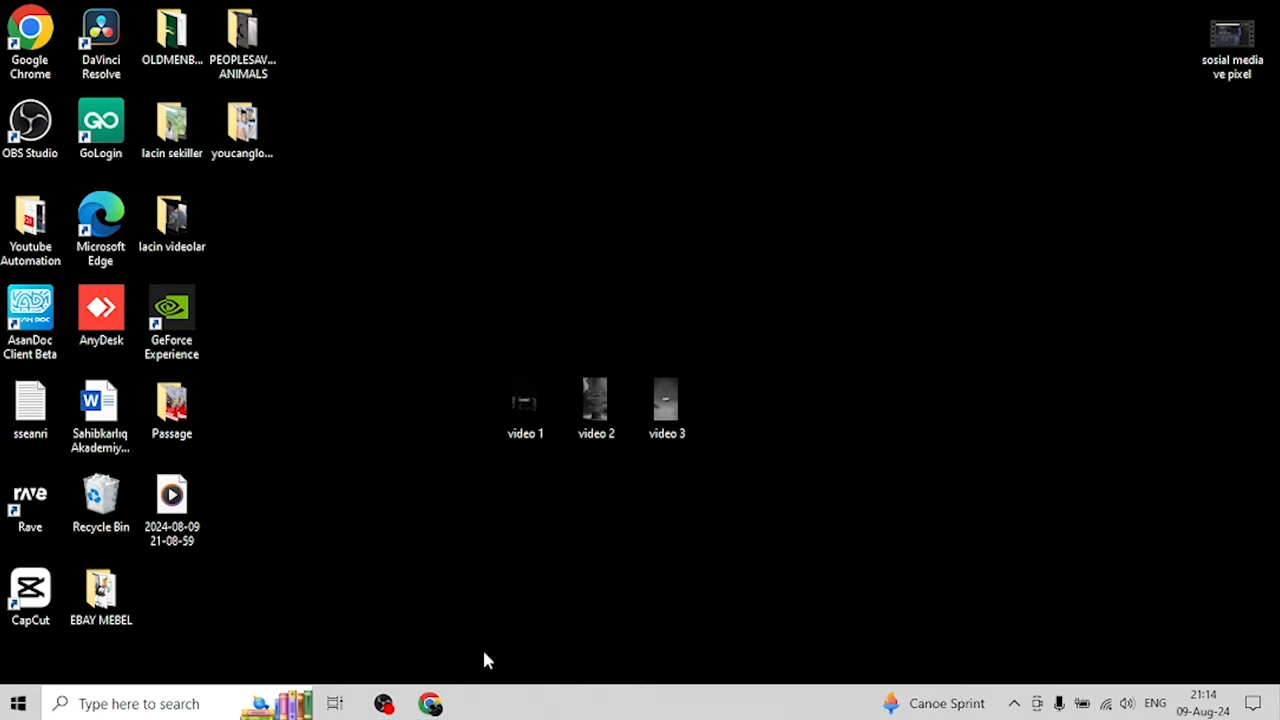 Google
Chrome
DaVinci
Resolve
OLDMENB...
PEOPLESAV...
ANIMALS
sosial media
ve pixel
OBS Studio
GoLogin
lacin sekiller
youcanglo...
Youtube
Automation
Microsoft
Edge
lacin videolar
AsanDoc
Client Beta
AnyDesk
GeForce
Experience
sseanri
Sahibkarlıq
Akademiy...
Passage
video 1
video 2
video 3
rave
Rave
Recycle Bin
2024-08-09
21-08-59
CapCut
EBAY MEBEL
Type here to search
Canoe Sprint
ENG
21:14
09-Aug-24